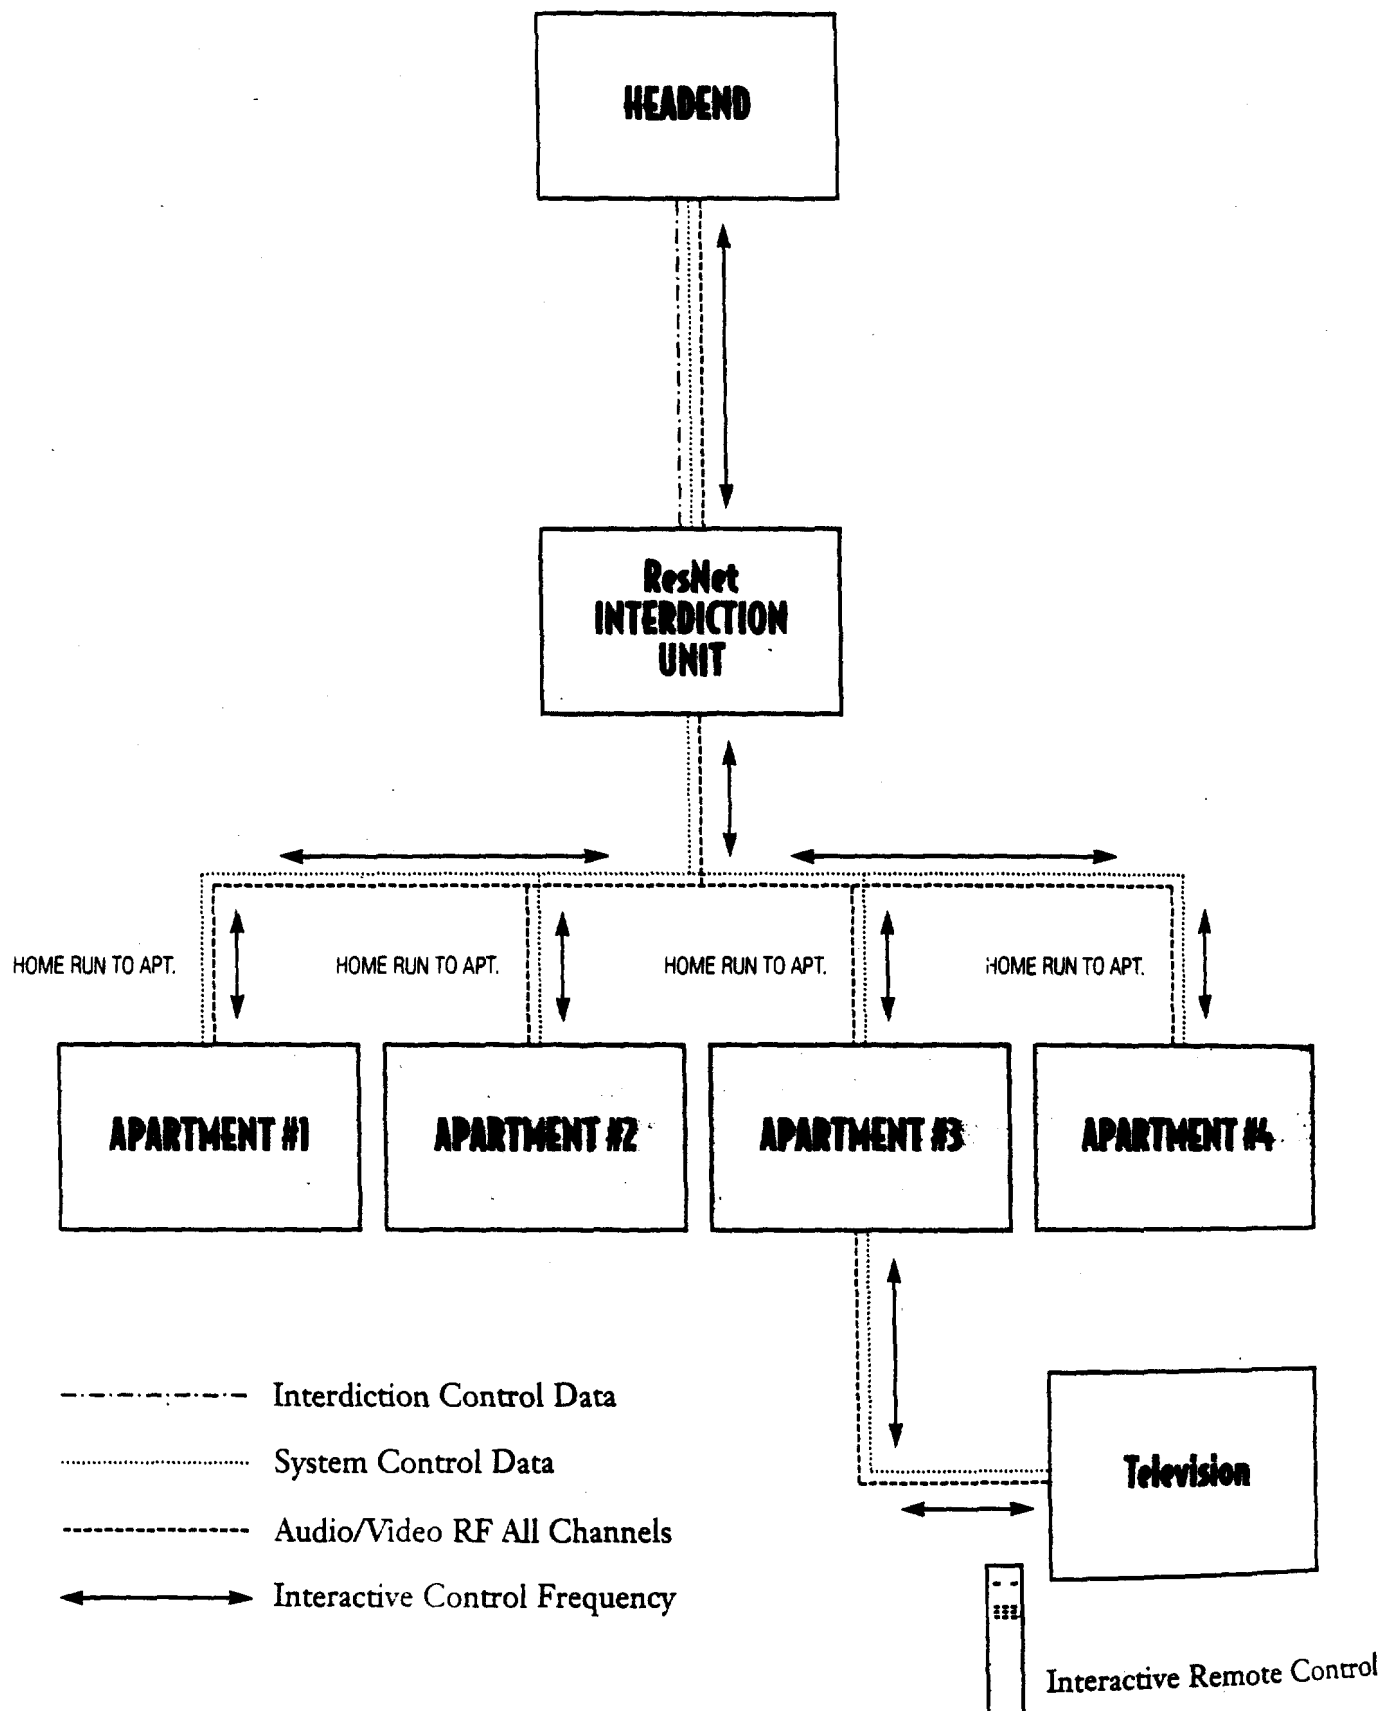 HEADEND
ResNet
INTERDICTION
UNIT
HOME RUN TO APT.
HOME RUN TO APT.
HOME RUN TO APT.
HOME RUN TO APT.
APARTMENT #1
APARTMENT #2
APARTMENT #3
APARTMENT #4
Interdiction Control Data
System Control Data
Audio/Video RF All Channels
Interactive Control Frequency
Television
Interactive Remote Control